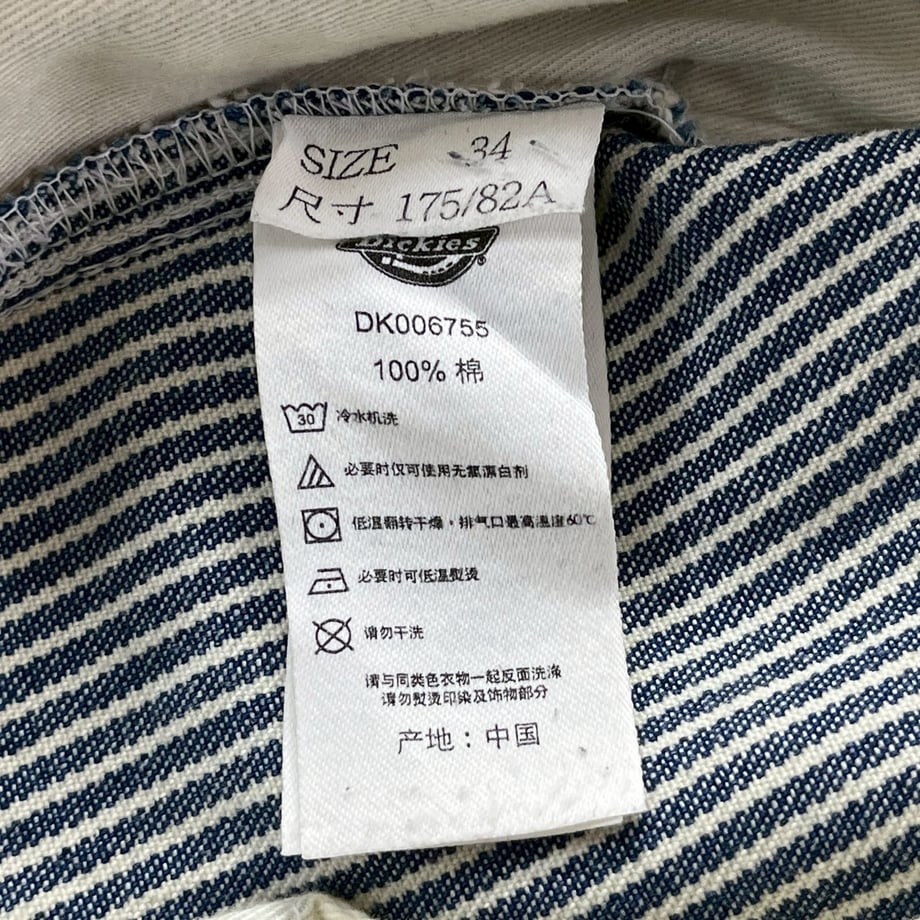 SIZE 34
尺寸 175/82A
Dickies®
DK006755
100% 棉
30 冷水机洗
必要时仅可使用无氯漂白剂
低温翻转干燥，排气口最高温度60℃
必要时可低温熨烫
请勿干洗
请与同类色衣物一起反面洗涤
请勿熨烫印染及饰物部分
产地：中国